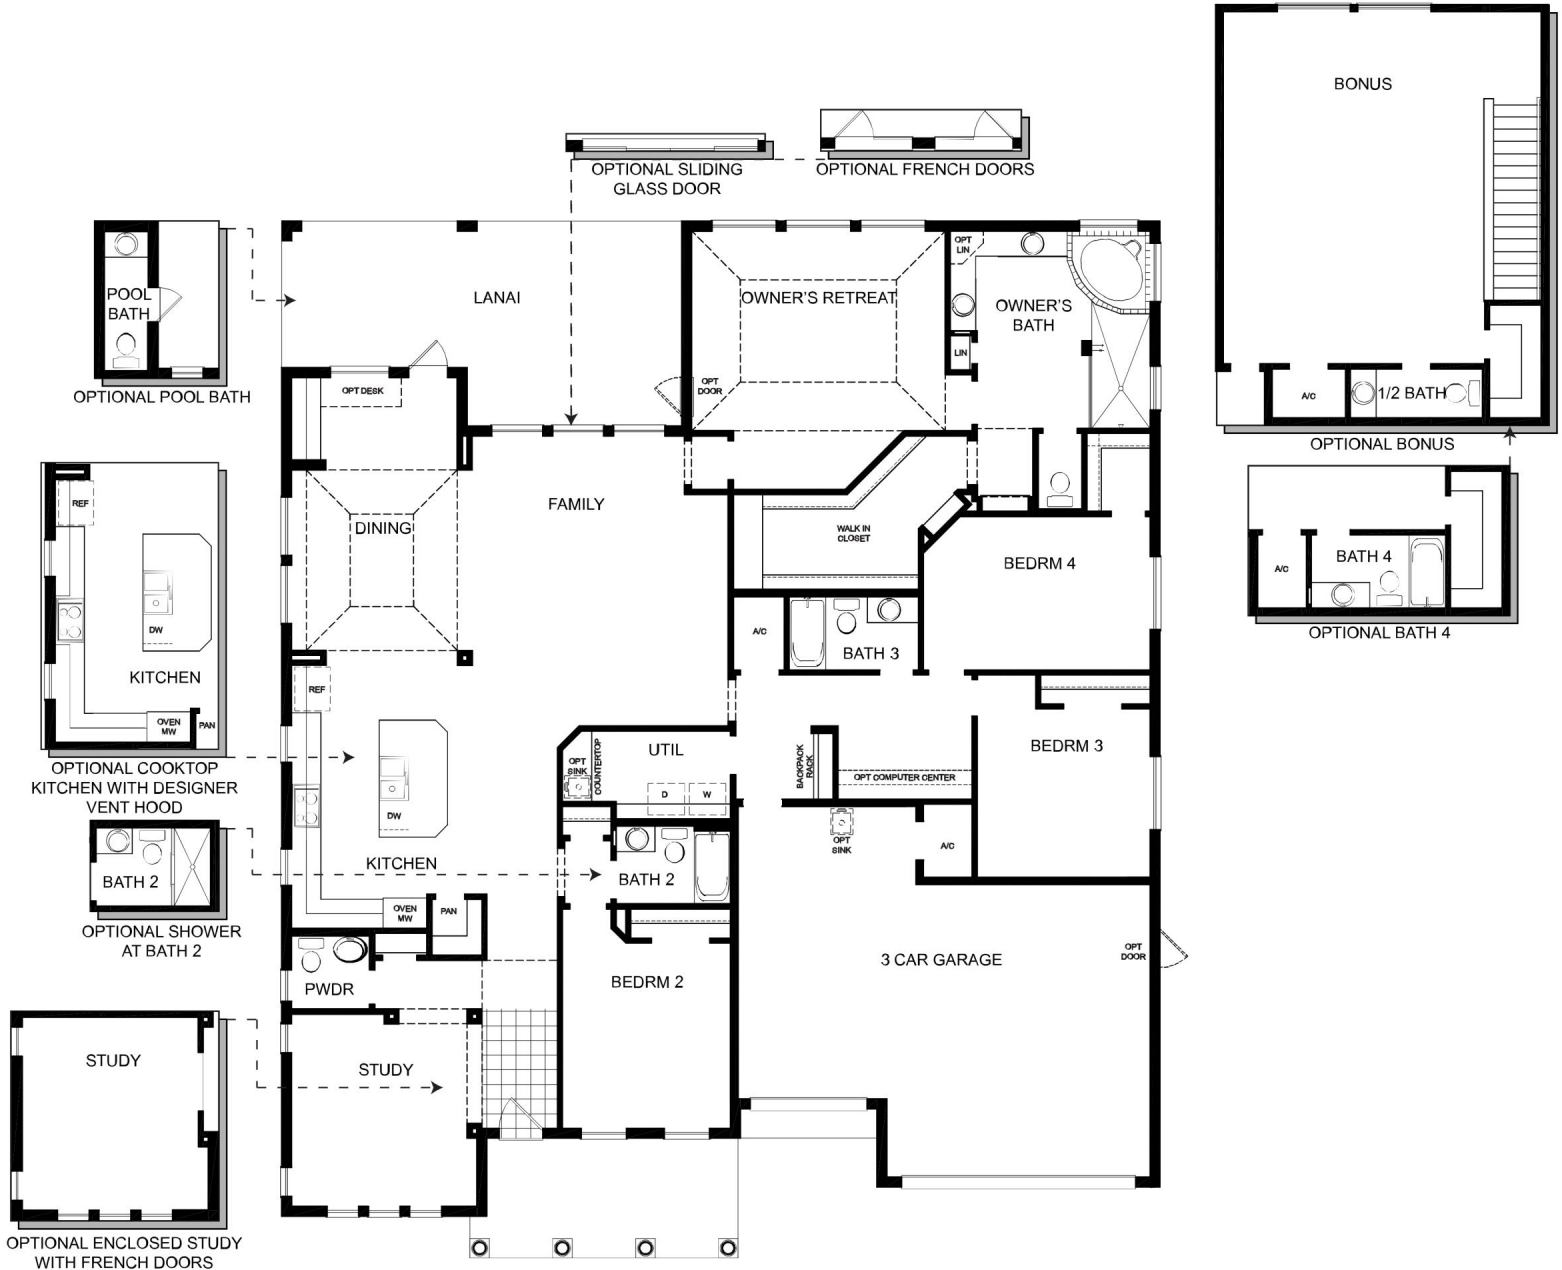 BONUS
A/C
1/2 BATH
OPTIONAL BONUS
OPTIONAL SLIDING
GLASS DOOR
OPTIONAL FRENCH DOORS
POOL
BATH
OPTIONAL POOL BATH
LANAI
OWNER'S RETREAT
OPT
LIN
OWNER'S
BATH
LIN
OPT DESK
OPT
DOOR
REF
DW
KITCHEN
OVEN
MW
PAN
OPTIONAL COOKTOP
KITCHEN WITH DESIGNER
VENT HOOD
DINING
FAMILY
WALK IN
CLOSET
BEDRM 4
A/C
BATH 4
OPTIONAL BATH 4
A/C
BATH 3
REF
UTIL
OPT
SINK
COUNTERTOP
D
W
BACKPACK
RACK
OPT COMPUTER CENTER
BEDRM 3
DW
KITCHEN
OPT
SINK
A/C
BATH 2
OPTIONAL SHOWER
AT BATH 2
BATH 2
OVEN
MW
PAN
PWDR
BEDRM 2
3 CAR GARAGE
OPT
DOOR
STUDY
STUDY
OPTIONAL ENCLOSED STUDY
WITH FRENCH DOORS